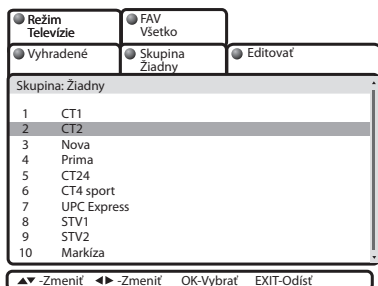 Režim
Televízie
FAV
Všetko
Vyhradené
Skupina
Žiadny
Editovať
Skupina: Žiadny
1 CT1
2 CT2
3 Nova
4 Prima
5 CT24
6 CT4 sport
7 UPC Express
8 STV1
9 STV2
10 Markíza
▲▼ -Zmeniť ◄► -Zmeniť OK-Vybrať EXIT-Odísť